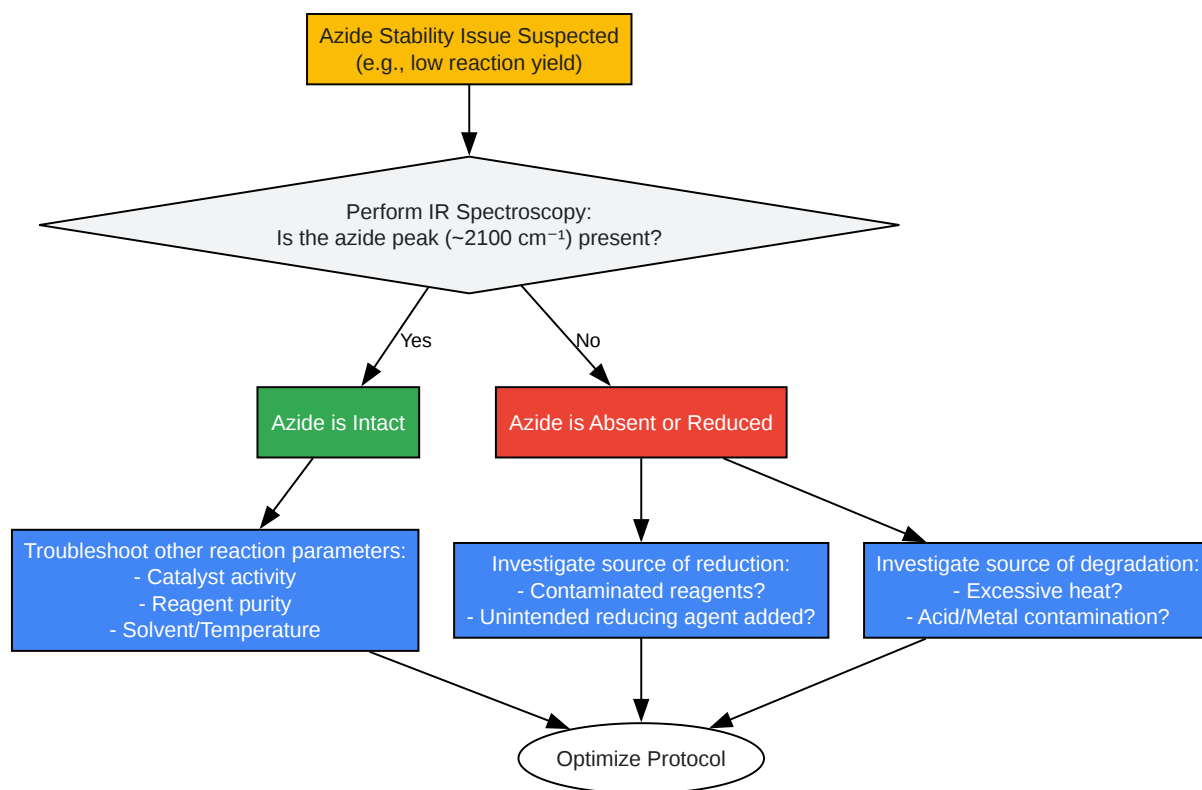 Azide Stability Issue Suspected
(e.g., low reaction yield)
Perform IR Spectroscopy:
Is the azide peak (~2100 cm⁻¹) present?
Yes
No
Azide is Intact
Azide is Absent or Reduced
Troubleshoot other reaction parameters:
- Catalyst activity
- Reagent purity
- Solvent/Temperature
Investigate source of reduction:
- Contaminated reagents?
- Unintended reducing agent added?
Investigate source of degradation:
- Excessive heat?
- Acid/Metal contamination?
Optimize Protocol